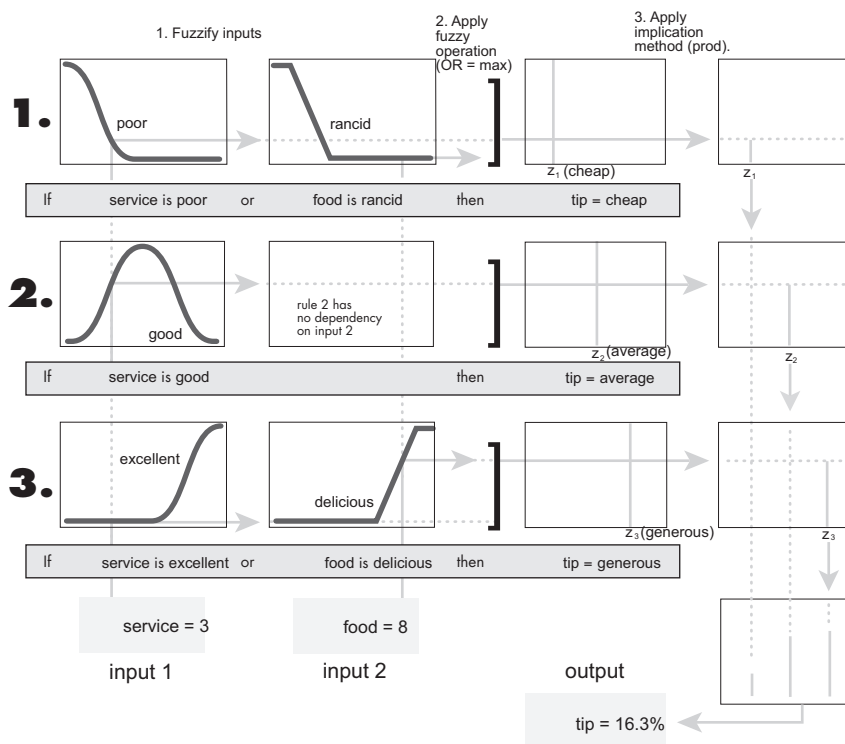 1. Fuzzify inputs
2. Apply
fuzzy
operation
(OR = max)
3. Apply
implication
method (prod).
1.
poor
rancid
z1 (cheap)
z1
If service is poor or food is rancid then tip = cheap
2.
good
rule 2 has
no dependency
on input 2
z2 (average)
z2
If service is good then tip = average
3.
excellent
delicious
z3 (generous)
z3
If service is excellent or food is delicious then tip = generous
service = 3
food = 8
input 1
input 2
output
tip = 16.3%